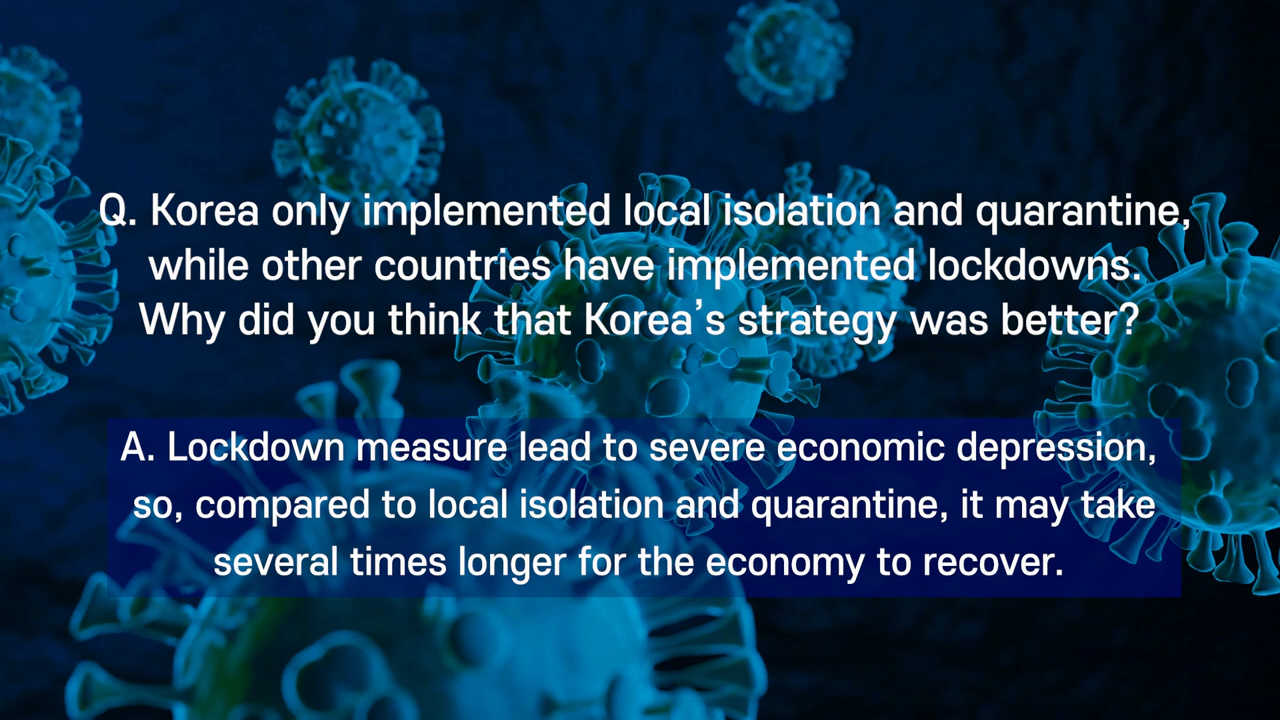 Q. Korea only implemented local isolation and quarantine,
while other countries have implemented lockdowns.
Why did you think that Korea's strategy was better?
A. Lockdown measure lead to severe economic depression,
so, compared to local isolation and quarantine, it may take
several times longer for the economy to recover.